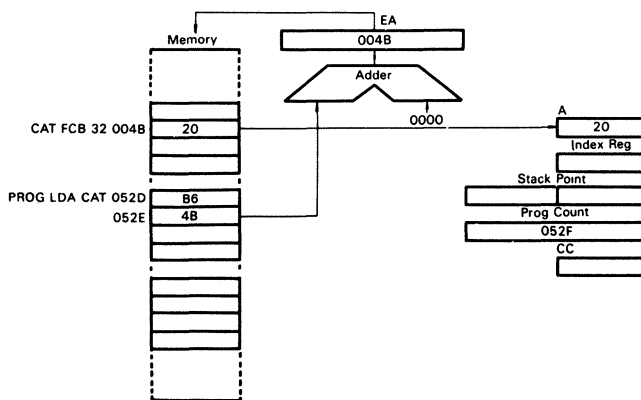 EA
Memory
004B
Adder
0000
A
CAT FCB 32 004B 20
20
Index Reg
Stack Point
PROG LDA CAT 052D B6
052E 4B
Prog Count
052F
CC